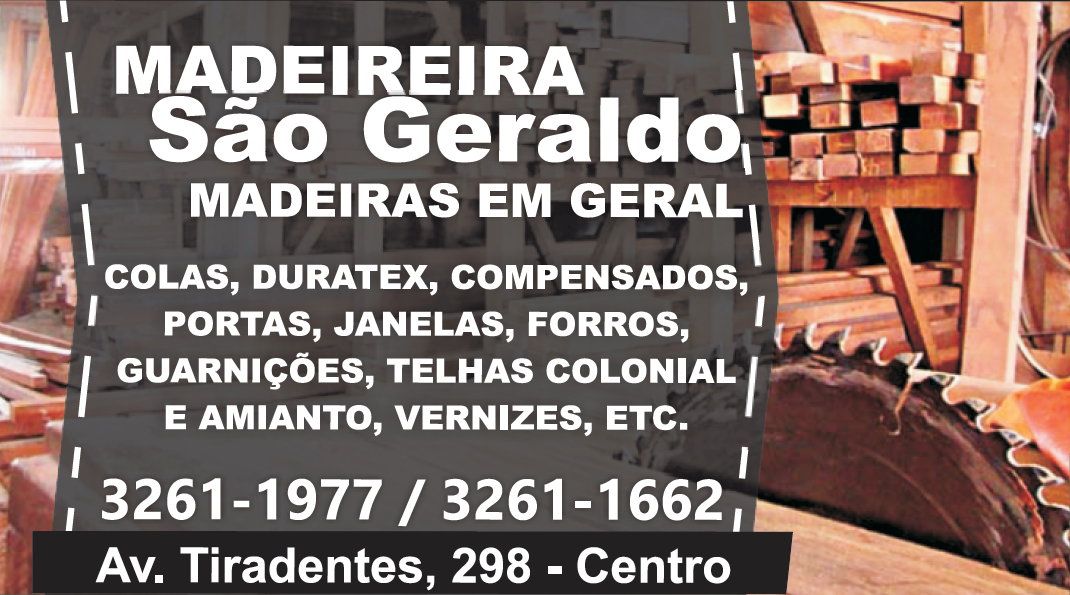 MADEIREIRA
São Geraldo
MADEIRAS EM GERAL
COLAS, DURATEX, COMPENSADOS,
PORTAS, JANELAS, FORROS,
GUARNIÇÕES, TELHAS COLONIAL
E AMIANTO, VERNIZES, ETC.
3261-1977 / 3261-1662
Av. Tiradentes, 298 - Centro